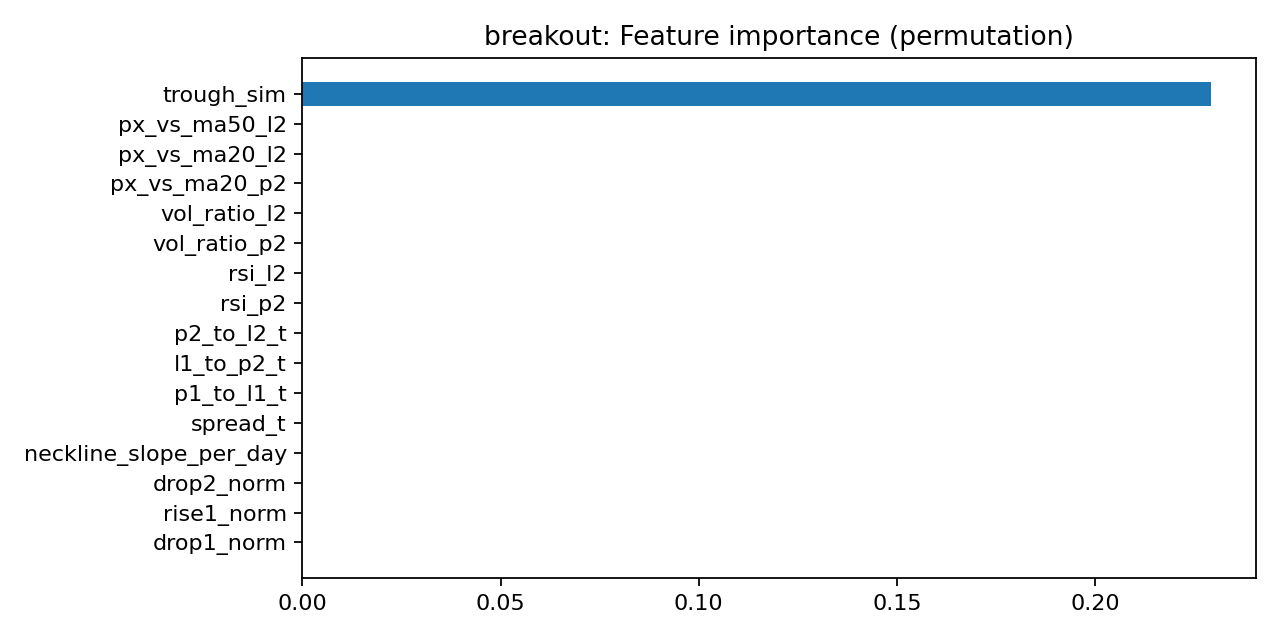 breakout: Feature importance (permutation)
trough_sim
px_vs_ma50_l2
px_vs_ma20_l2
px_vs_ma20_p2
vol_ratio_l2
vol_ratio_p2
rsi_l2
rsi_p2
p2_to_l2_t
l1_to_p2_t
p1_to_l1_t
spread_t
neckline_slope_per_day
drop2_norm
rise1_norm
drop1_norm
0.00 0.05 0.10 0.15 0.20